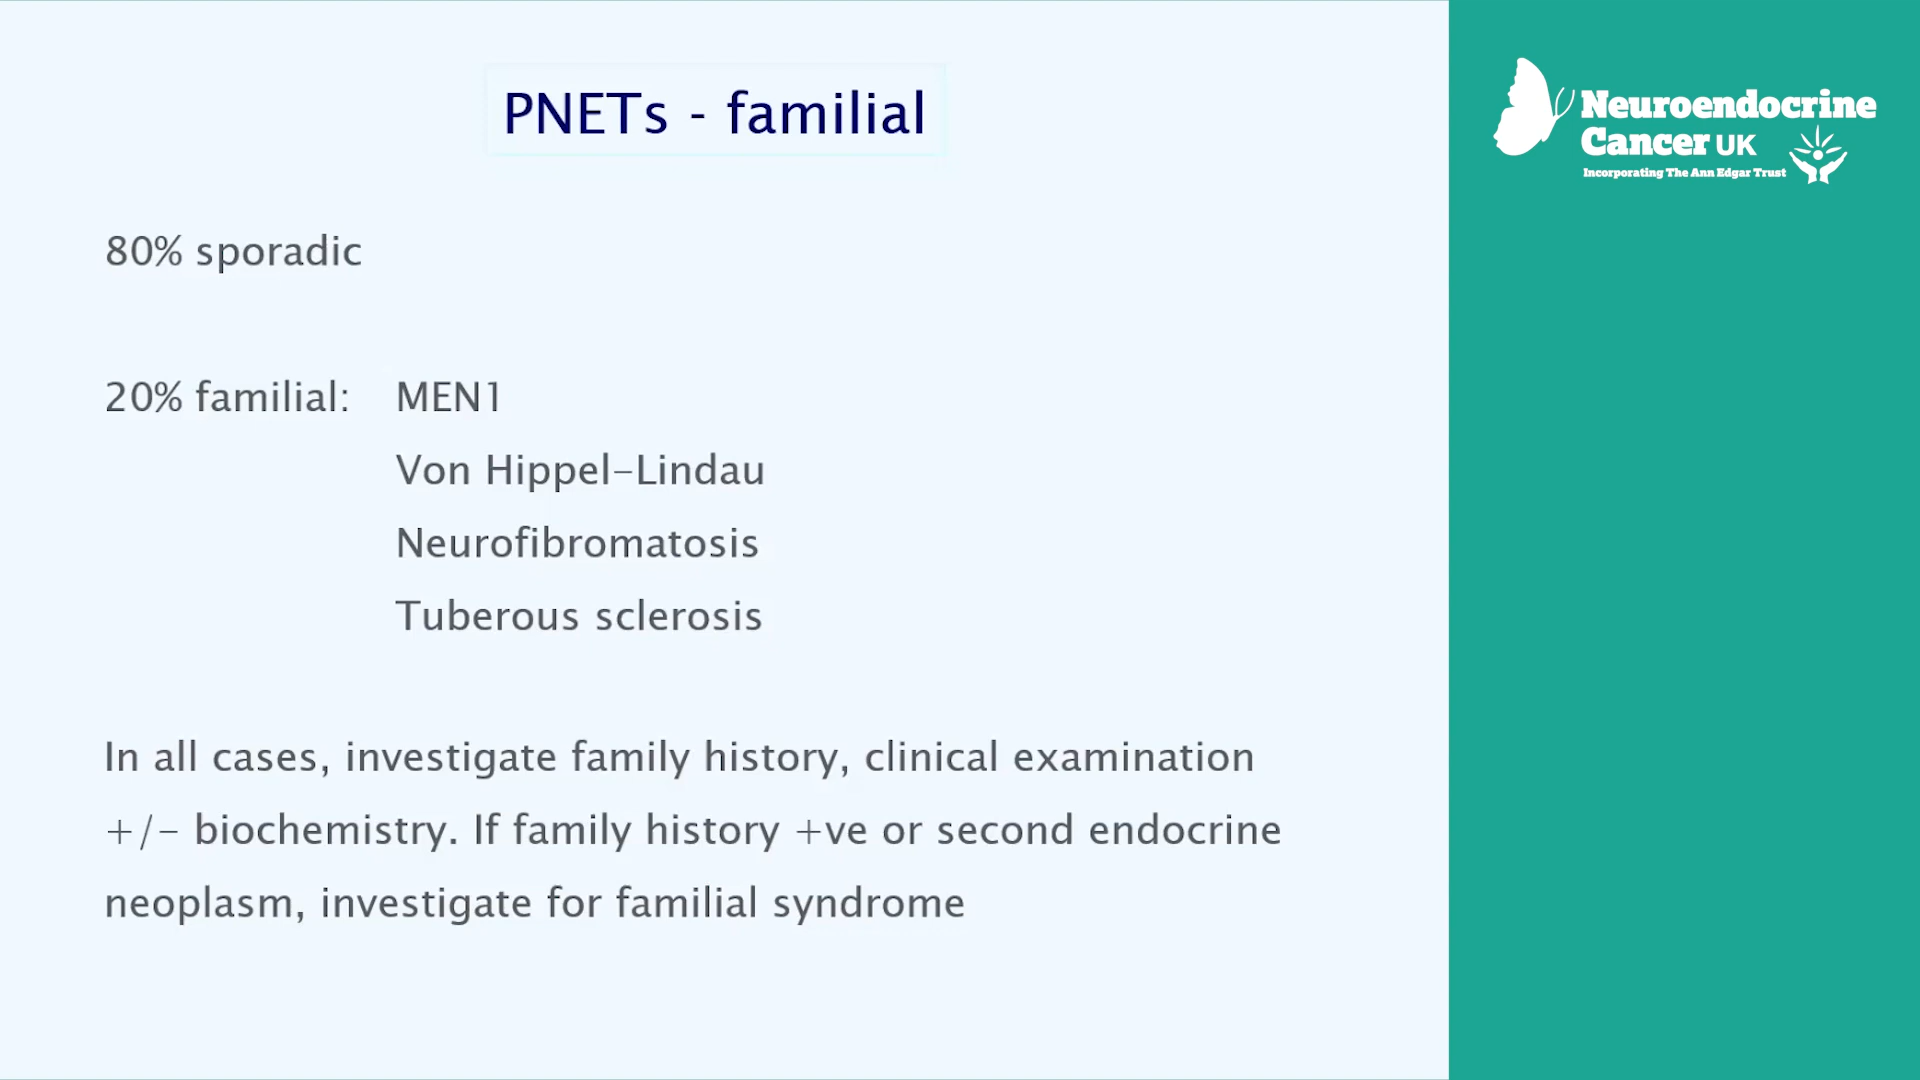 PNETs - familial
Neuroendocrine
Cancer UK
Incorporating The Ann Edgar Trust
80% sporadic
20% familial: MEN1
Von Hippel-Lindau
Neurofibromatosis
Tuberous sclerosis
In all cases, investigate family history, clinical examination
+/- biochemistry. If family history +ve or second endocrine
neoplasm, investigate for familial syndrome